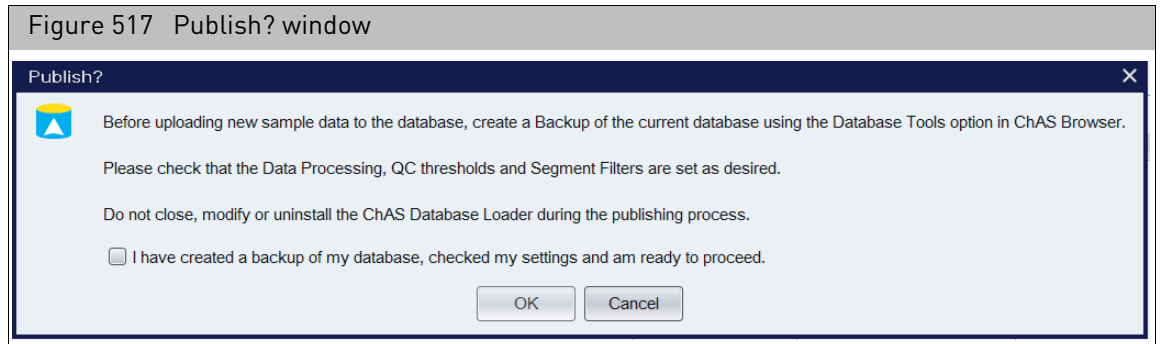 Figure 517 Publish? window
Publish?
Before uploading new sample data to the database, create a Backup of the current database using the Database Tools option in ChAS Browser.
Please check that the Data Processing, QC thresholds and Segment Filters are set as desired.
Do not close, modify or uninstall the ChAS Database Loader during the publishing process.
I have created a backup of my database, checked my settings and am ready to proceed.
OK Cancel